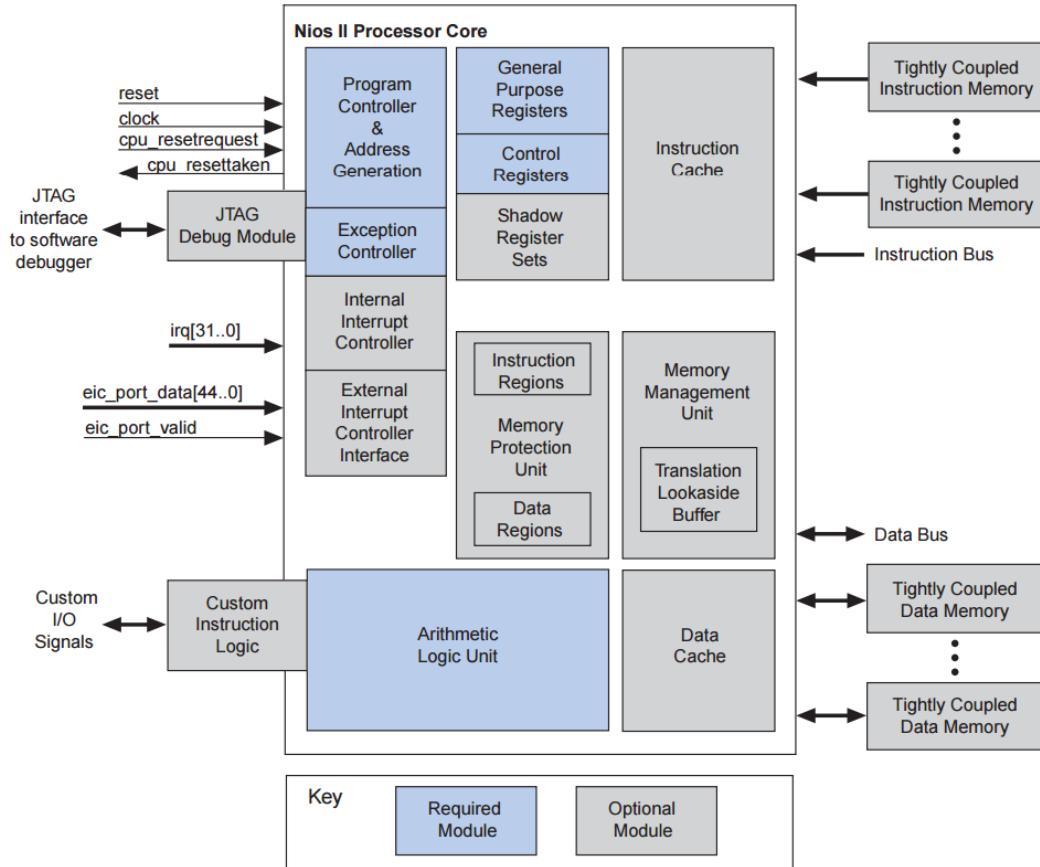 Nios II Processor Core
reset
clock
cpu_resetrequest
cpu_resettaken
JTAG
interface
to software
debugger
JTAG
Debug Module
irq[31..0]
eic_port_data[44..0]
eic_port_valid
Custom
I/O
Signals
Custom
Instruction
Logic
Program
Controller
&
Address
Generation
Exception
Controller
Internal
Interrupt
Controller
External
Interrupt
Controller
Interface
General
Purpose
Registers
Control
Registers
Shadow
Register
Sets
Instruction
Cache
Instruction
Regions
Memory
Protection
Unit
Data
Regions
Memory
Management
Unit
Translation
Lookaside
Buffer
Arithmetic
Logic Unit
Data
Cache
Tightly Coupled
Instruction Memory
Tightly Coupled
Instruction Memory
Instruction Bus
Data Bus
Tightly Coupled
Data Memory
Tightly Coupled
Data Memory
Key
Required
Module
Optional
Module